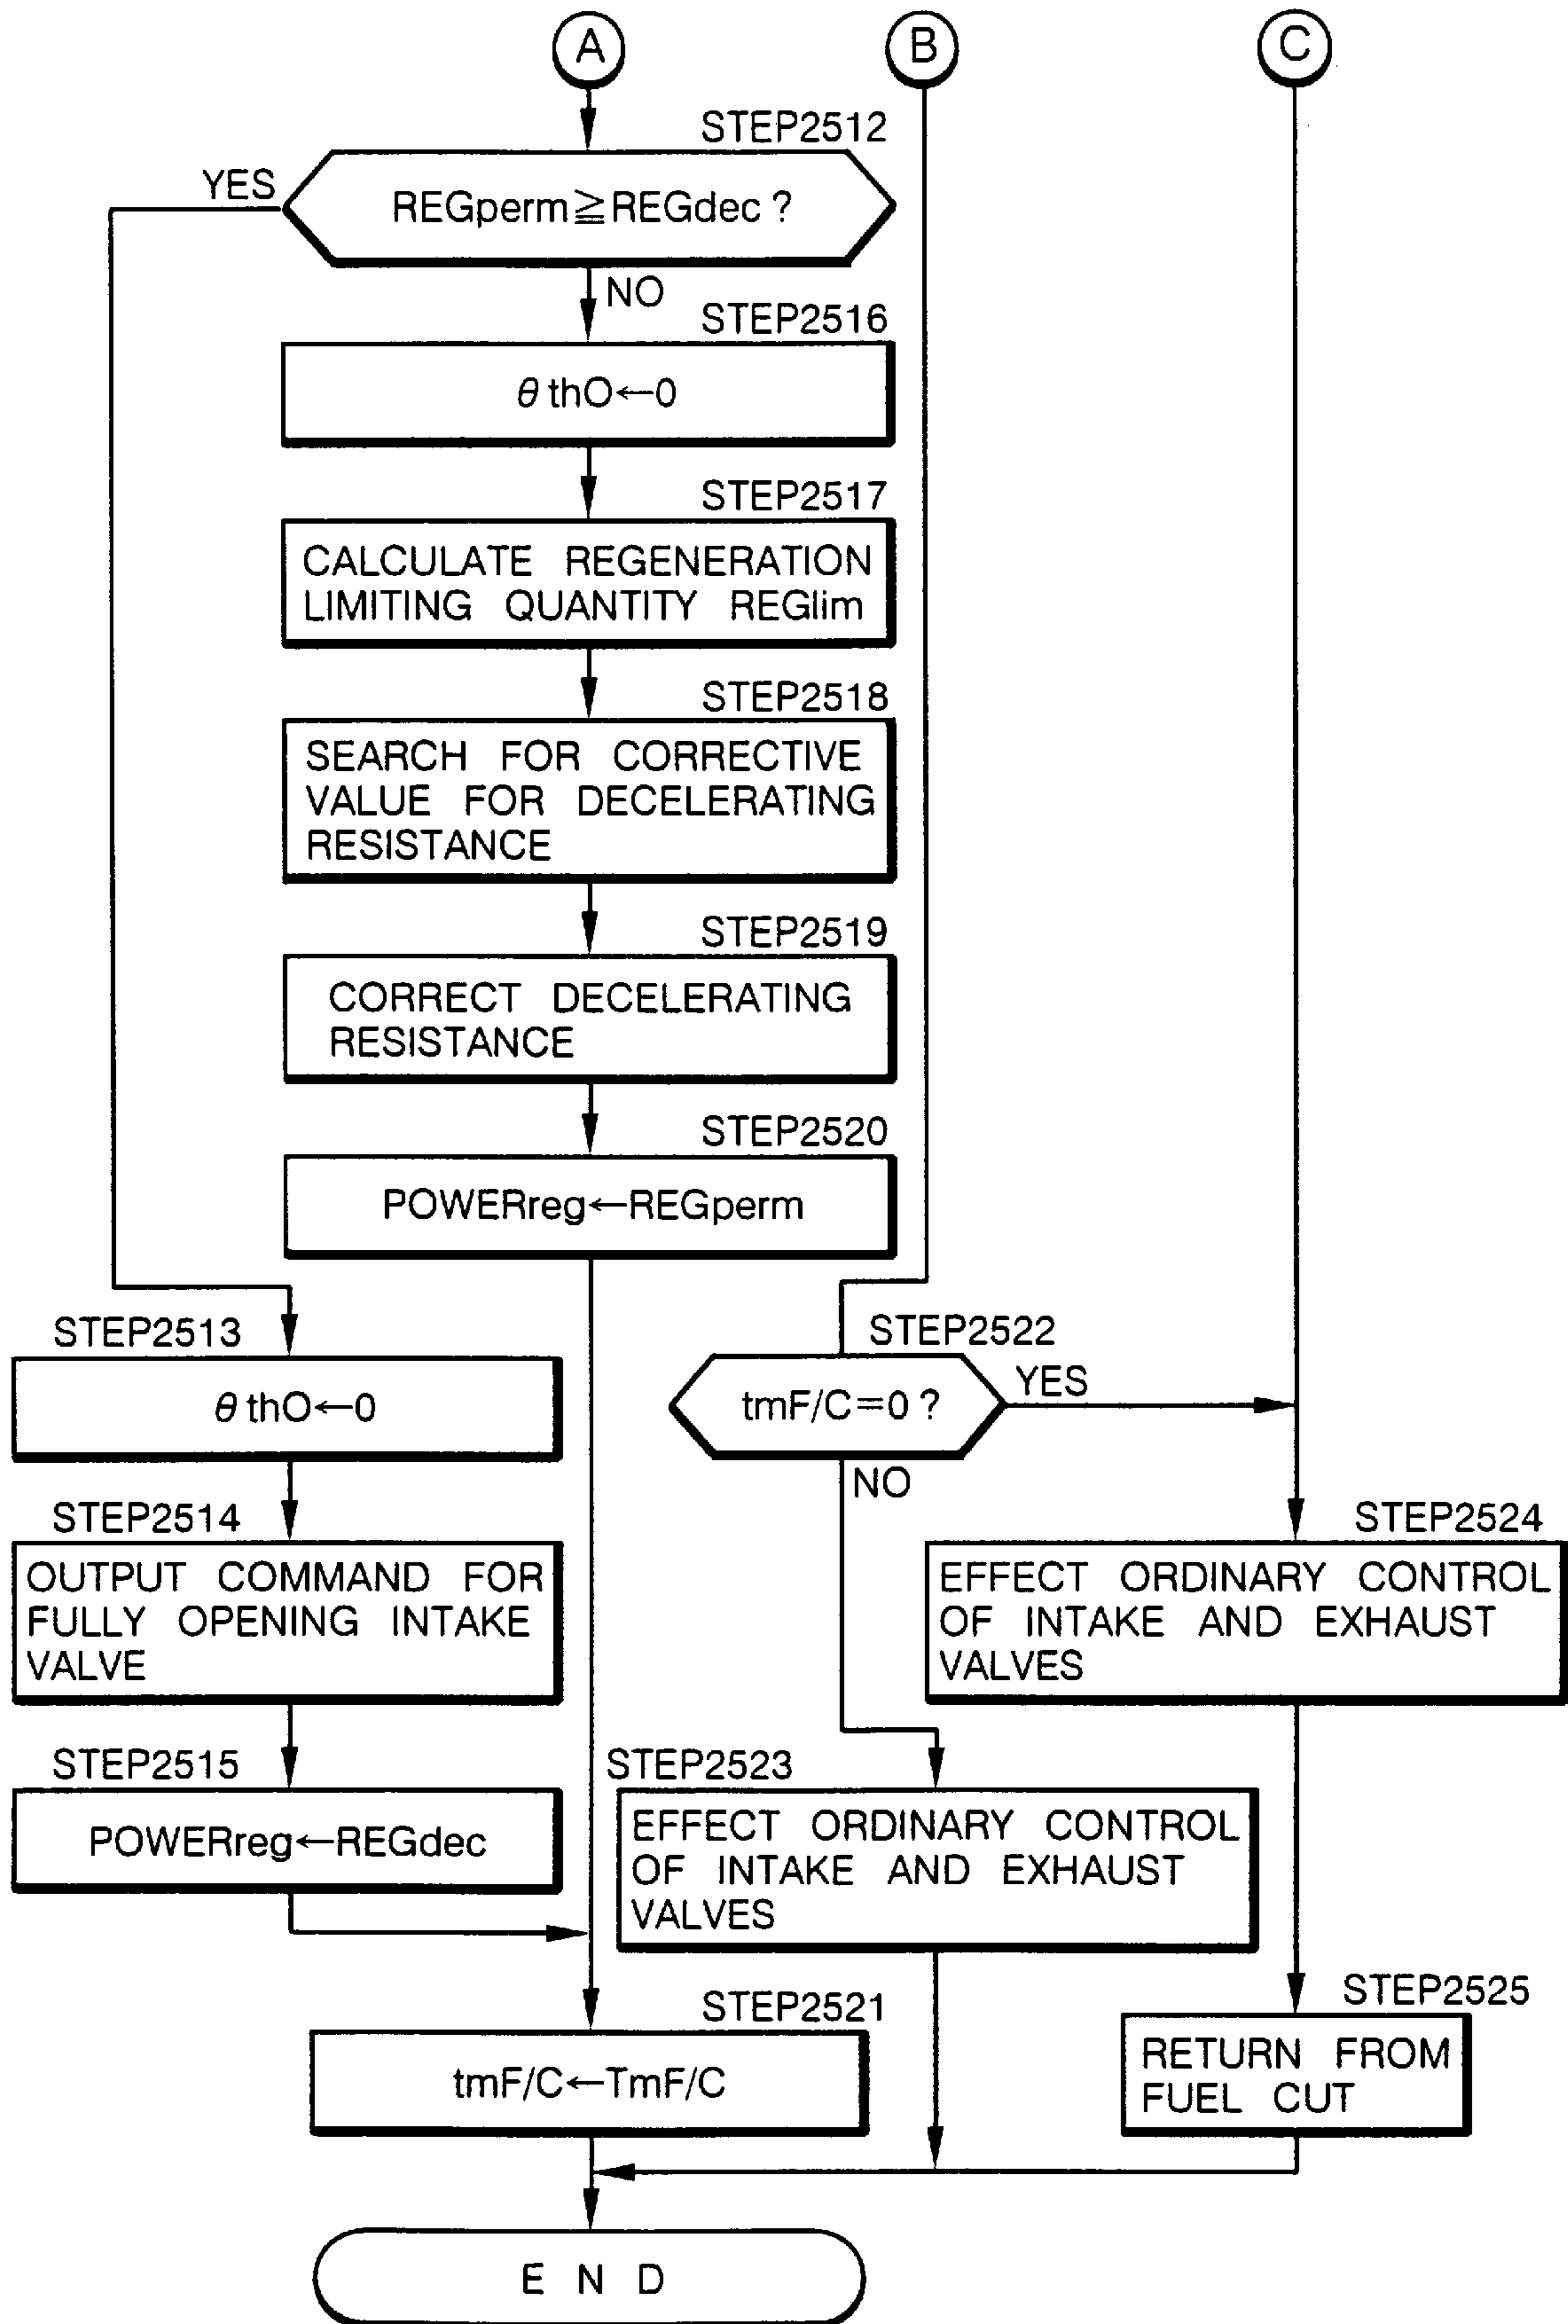 A
B
C
STEP2512
YES
REGperm≧REGdec ?
NO
STEP2516
θ thO←0
STEP2517
CALCULATE REGENERATION
LIMITING QUANTITY REGlim
STEP2518
SEARCH FOR CORRECTIVE
VALUE FOR DECELERATING
RESISTANCE
STEP2519
CORRECT DECELERATING
RESISTANCE
STEP2520
POWERreg←REGperm
STEP2513
θ thO←0
STEP2514
OUTPUT COMMAND FOR
FULLY OPENING INTAKE
VALVE
STEP2515
POWERreg←REGdec
STEP2522
tmF/C=0 ?
YES
NO
STEP2524
EFFECT ORDINARY CONTROL
OF INTAKE AND EXHAUST
VALVES
STEP2523
EFFECT ORDINARY CONTROL
OF INTAKE AND EXHAUST
VALVES
STEP2521
tmF/C←TmF/C
STEP2525
RETURN FROM
FUEL CUT
E N D